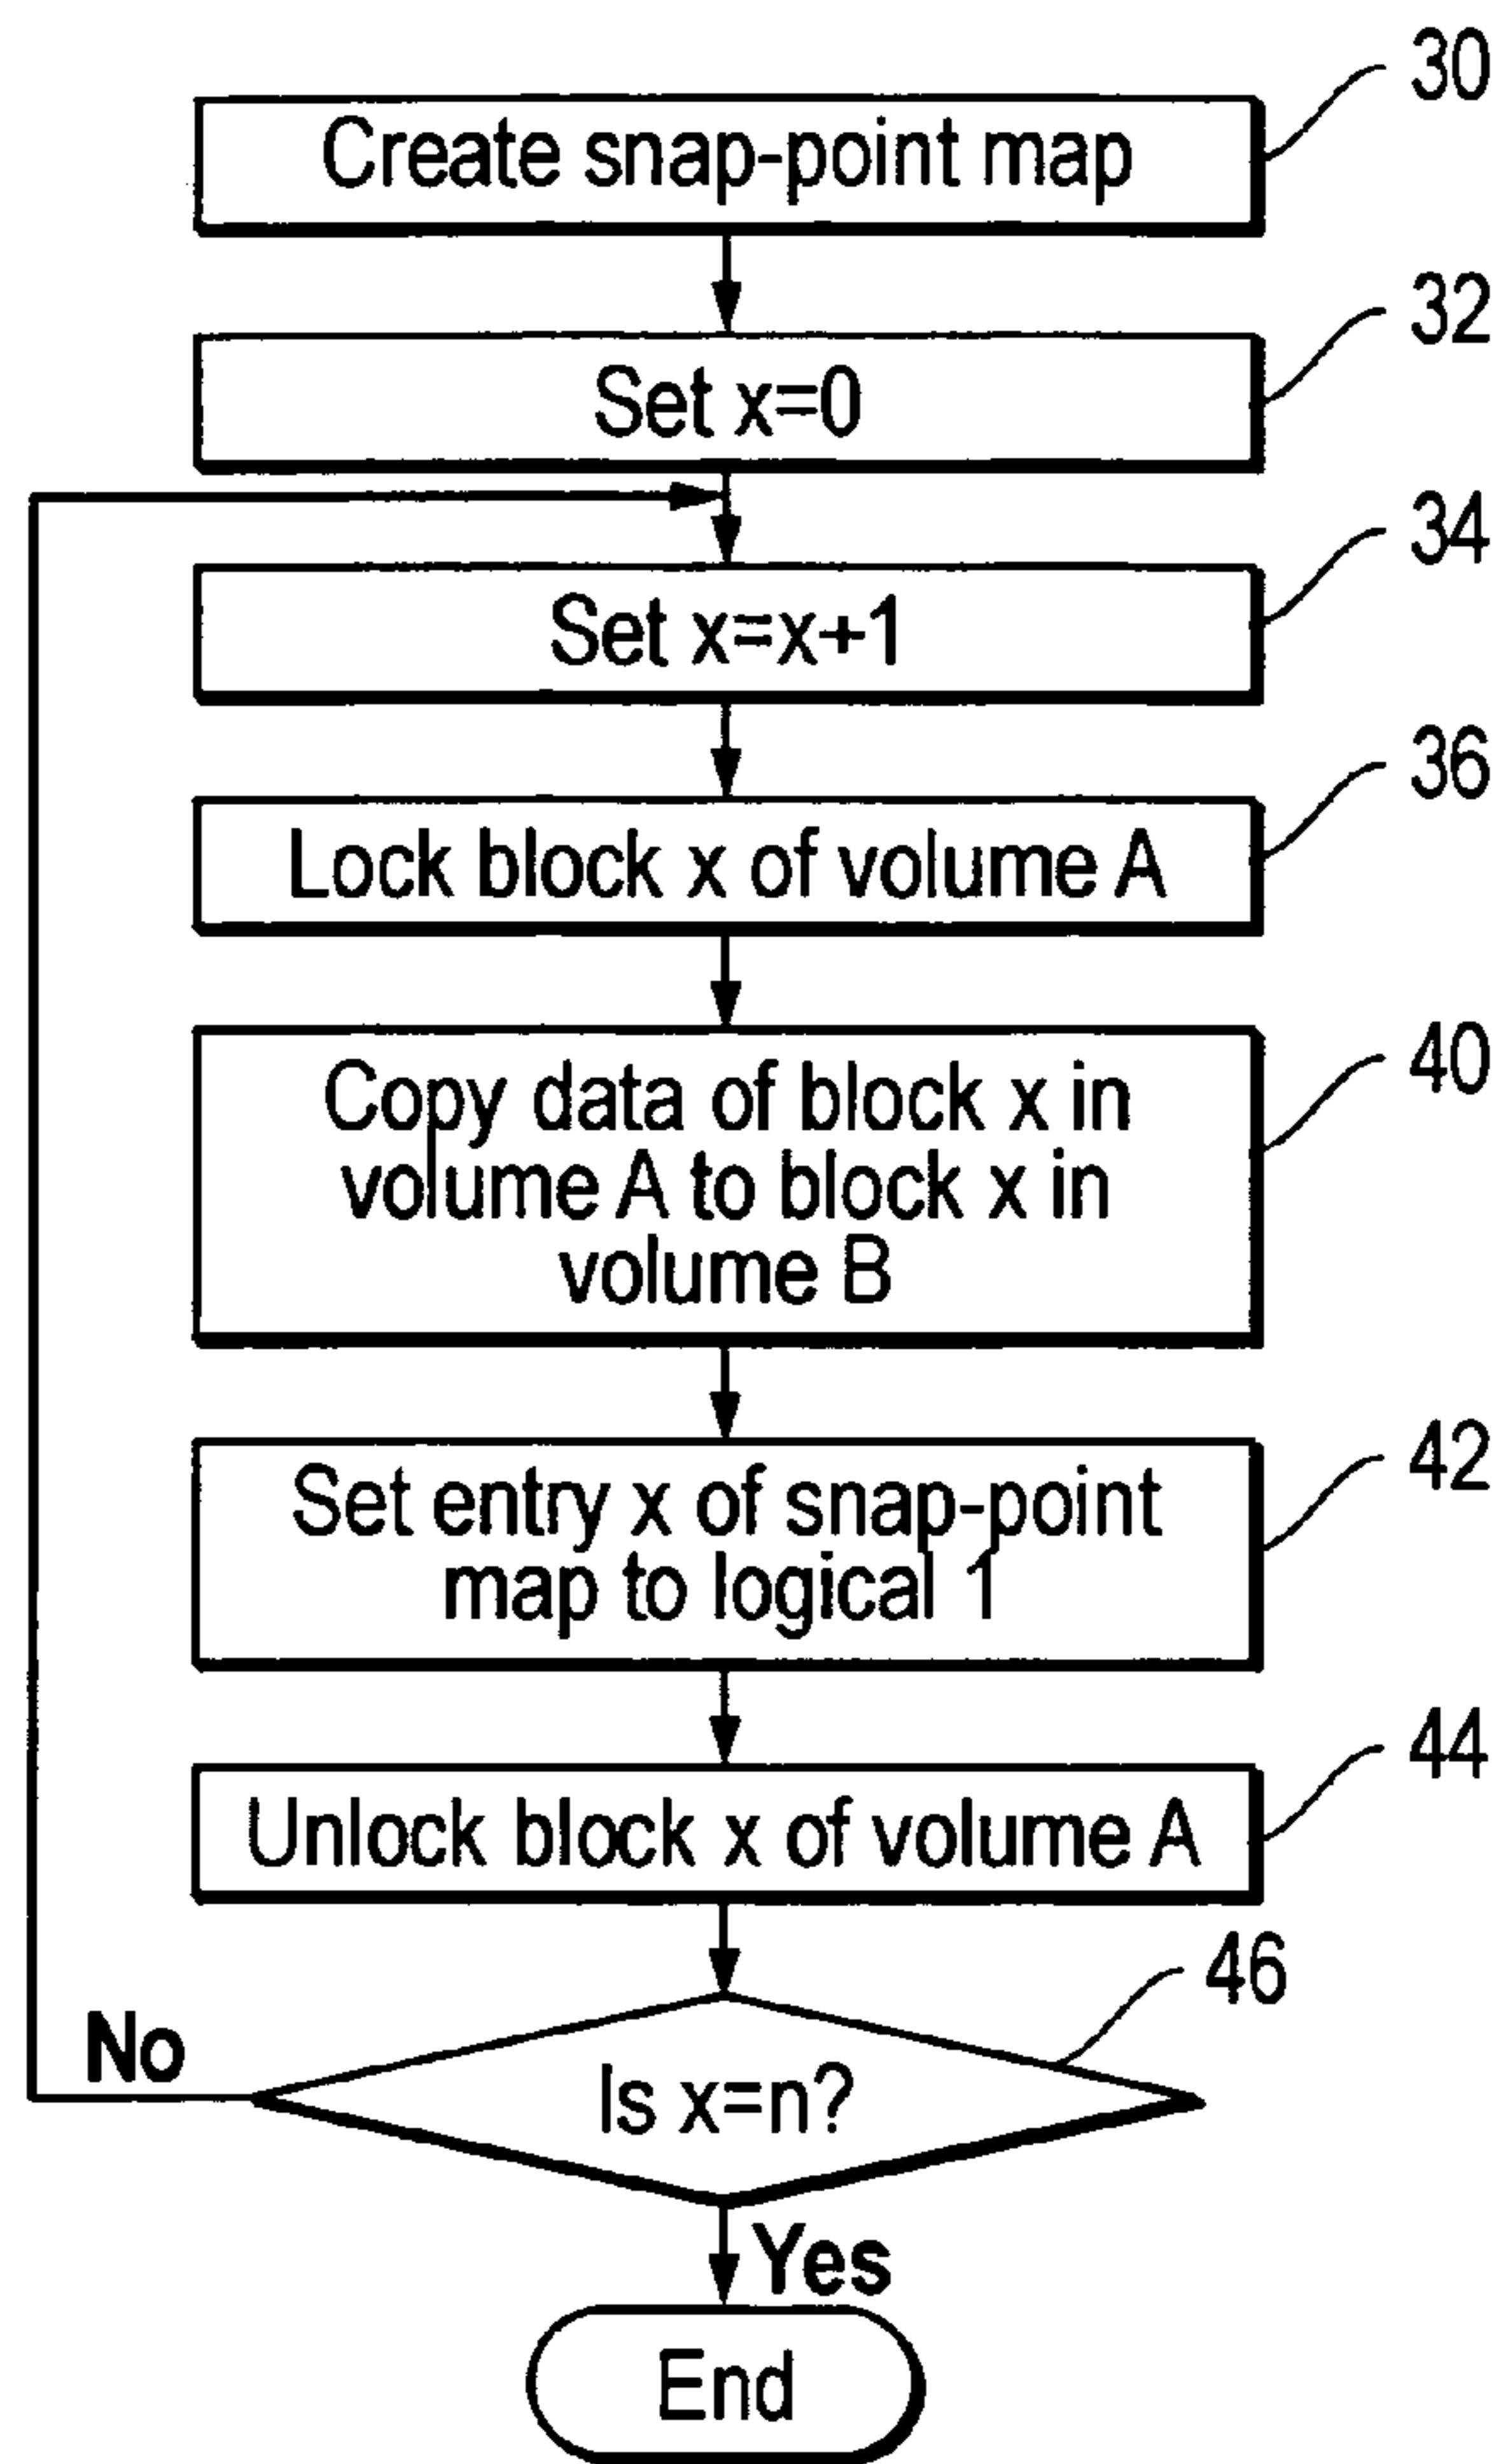 30
Create snap-point map
32
Set x=0
34
Set x=x+1
36
Lock block x of volume A
40
Copy data of block x in
volume A to block x in
volume B
42
Set entry x of snap-point
map to logical 1
44
Unlock block x of volume A
46
No
Is x=n?
Yes
End